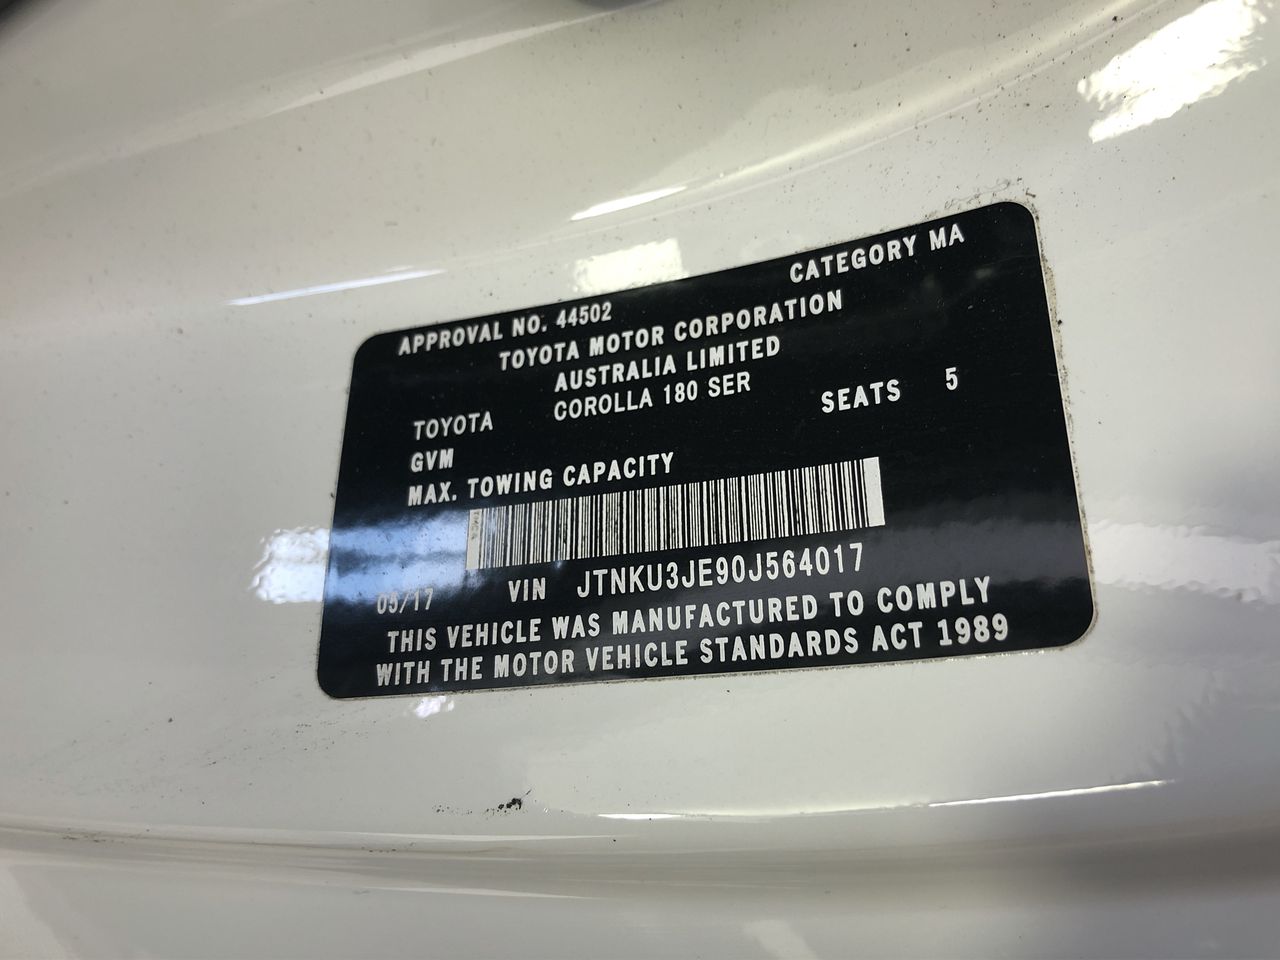 APPROVAL NO. 44502 CATEGORY MA
TOYOTA MOTOR CORPORATION
AUSTRALIA LIMITED
TOYOTA COROLLA 180 SER SEATS 5
GVM
MAX. TOWING CAPACITY
05/17 VIN JTNKU3JE90J564017
THIS VEHICLE WAS MANUFACTURED TO COMPLY
WITH THE MOTOR VEHICLE STANDARDS ACT 1989